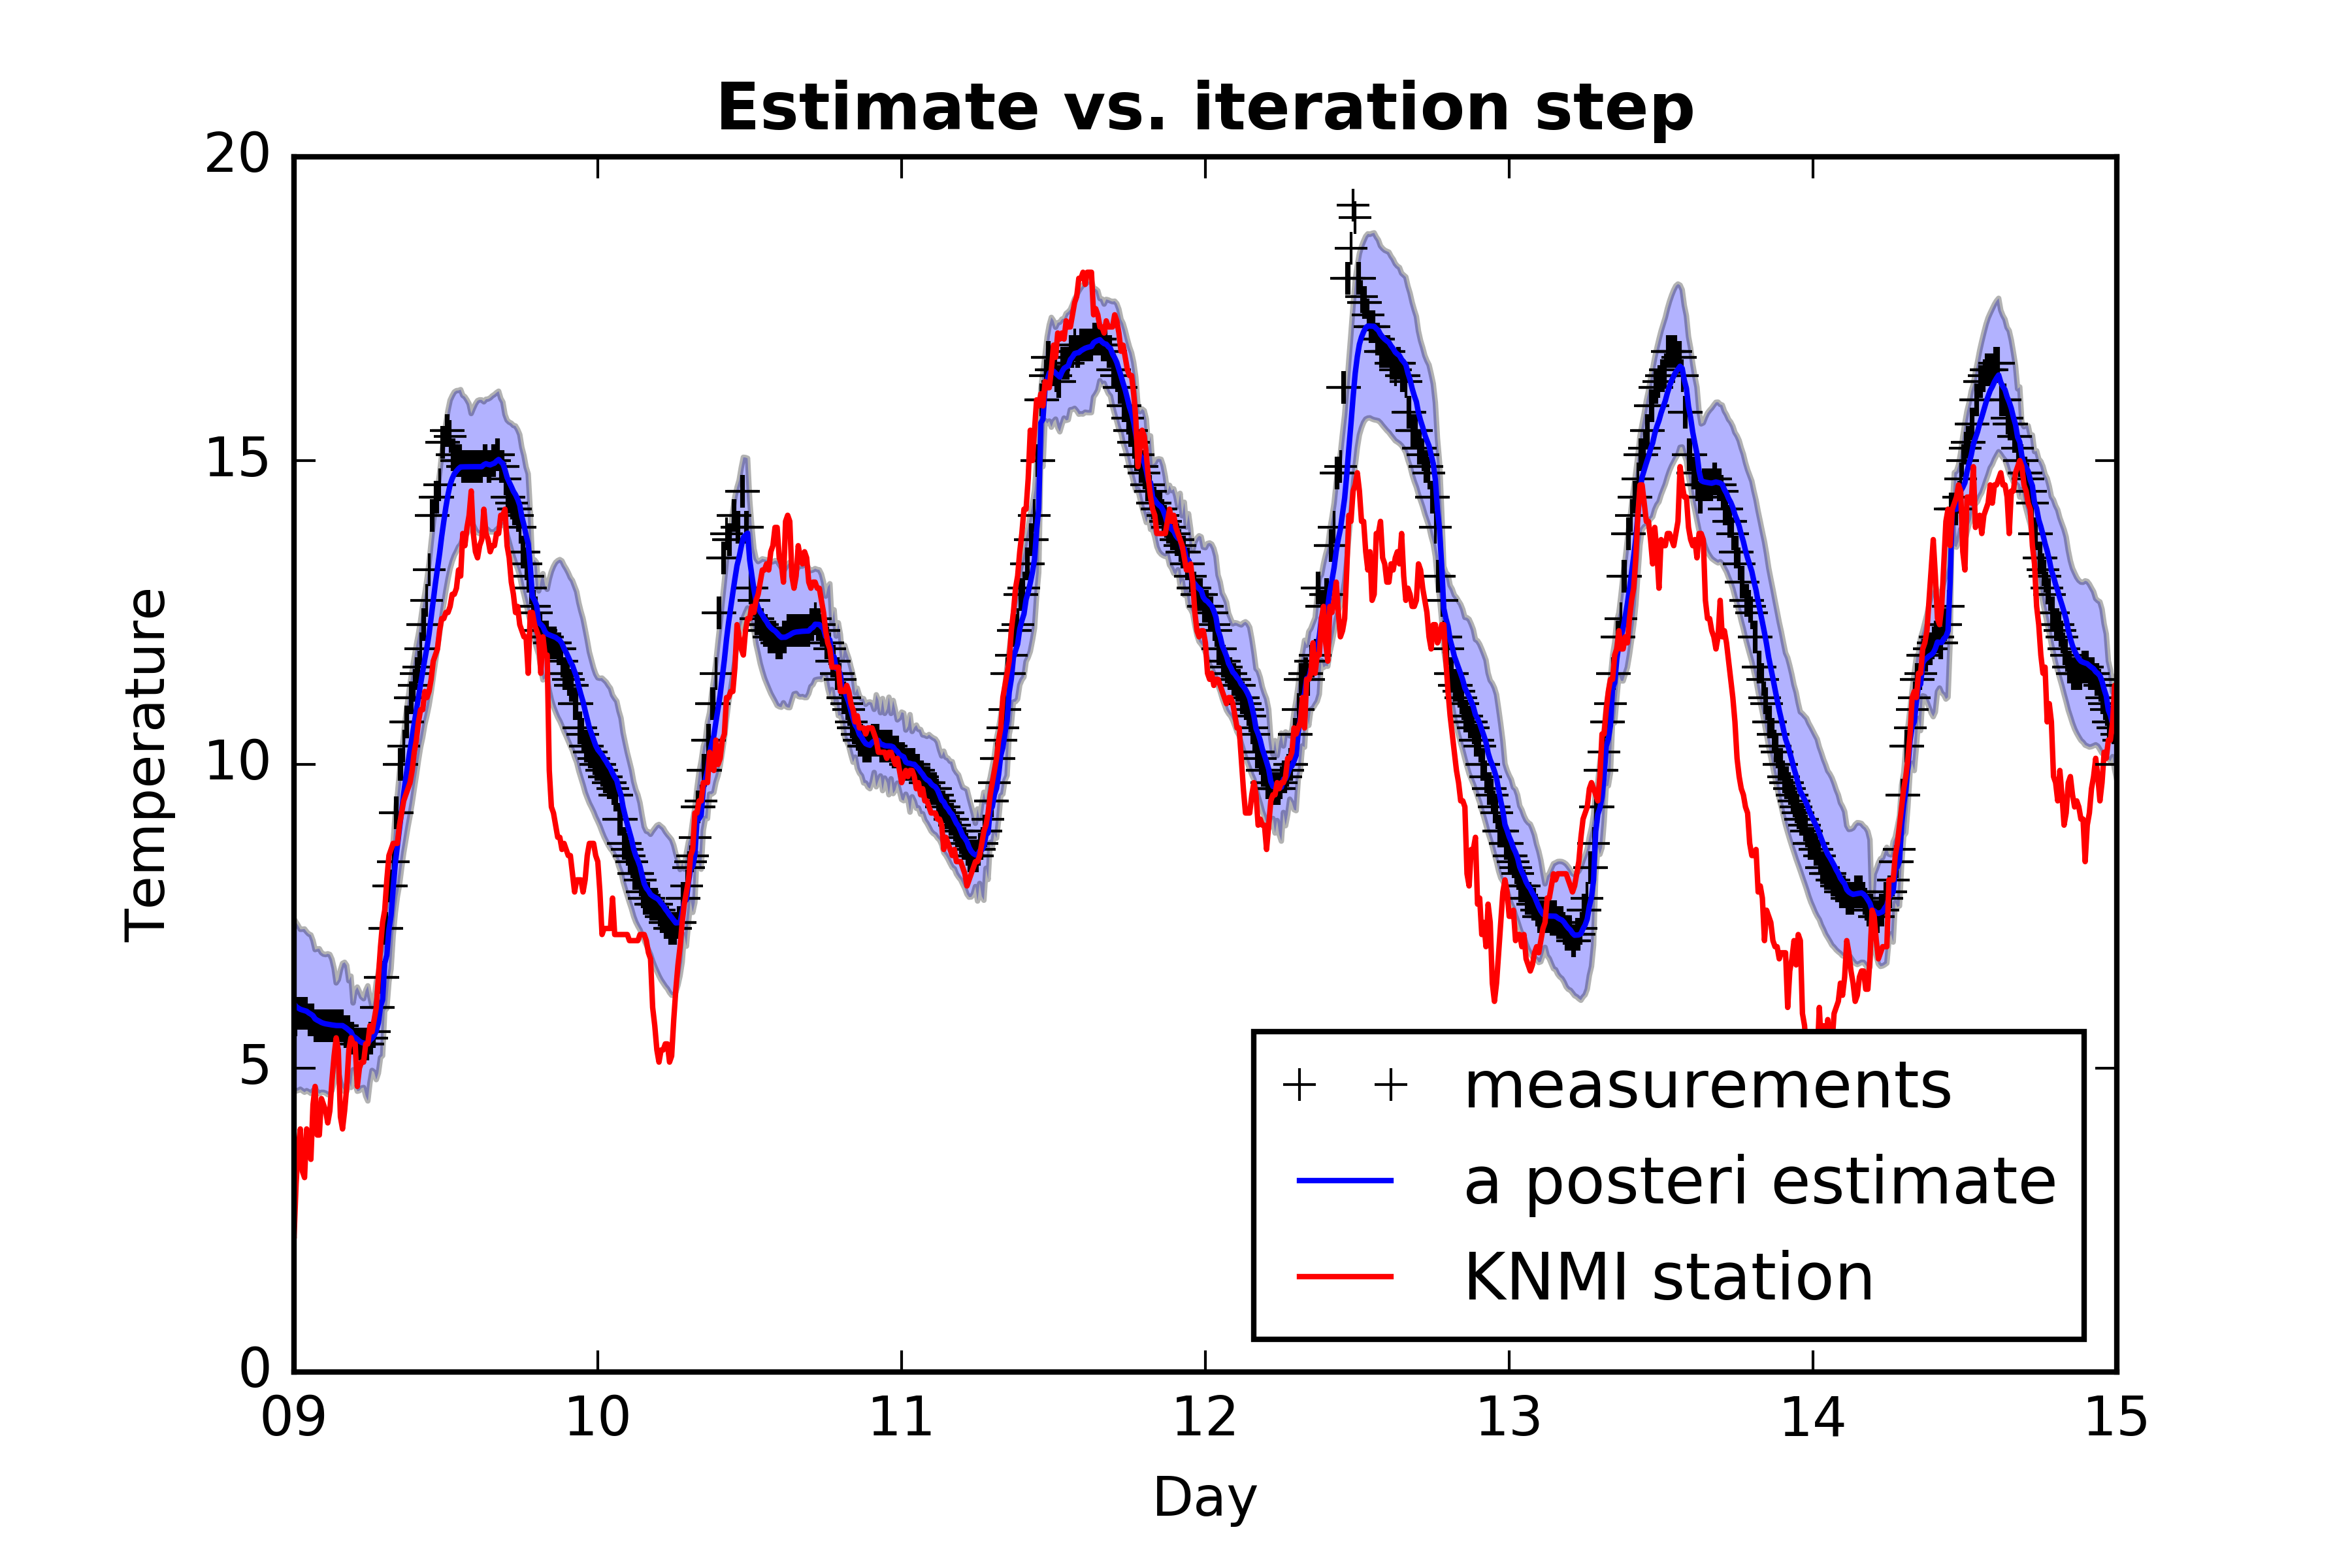 Estimate vs. iteration step
20
15
10
5
0
Temperature
09 10 11 12 13 14 15
Day
measurements
a posteri estimate
KNMI station